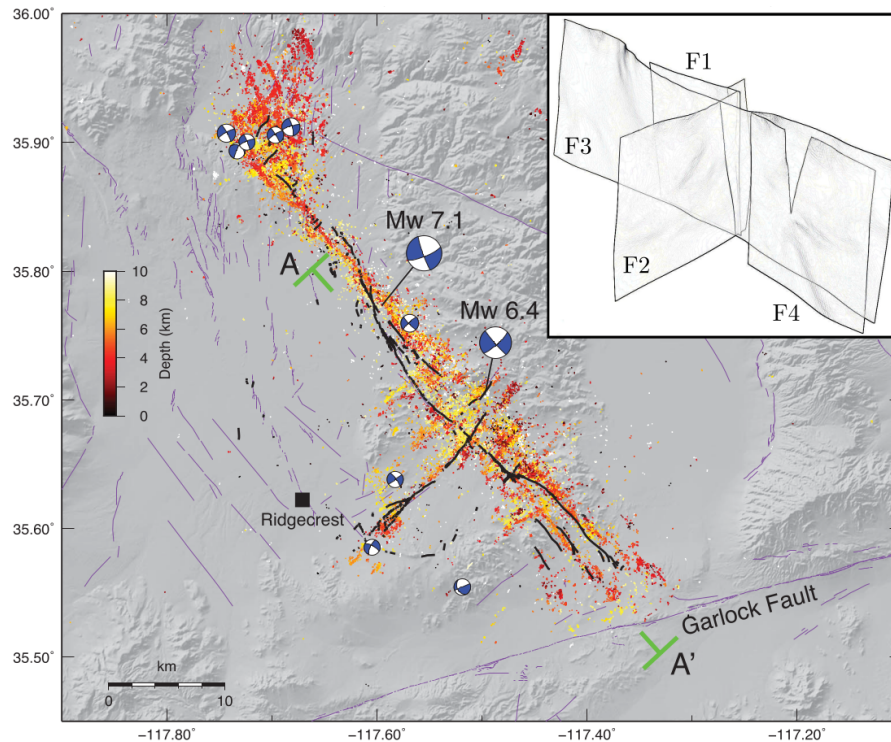 36.00°
35.90°
35.80°
35.70°
35.60°
35.50°
−117.80°
−117.60°
−117.40°
−117.20°
F1
F3
F2
F4
Mw 7.1
A
Mw 6.4
10
8
6
4
2
0
Depth (km)
Ridgecrest
Garlock Fault
A'
km
0
10